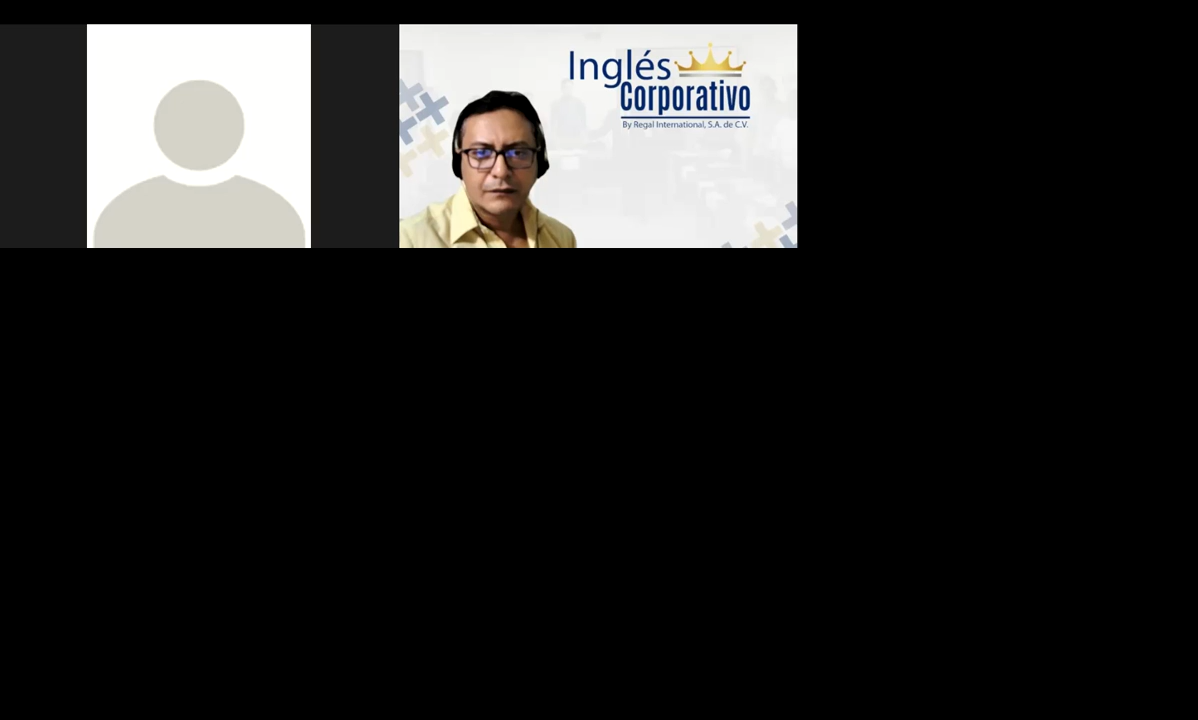 Inglés
Corporativo
By Regal International, S.A. de C.V.